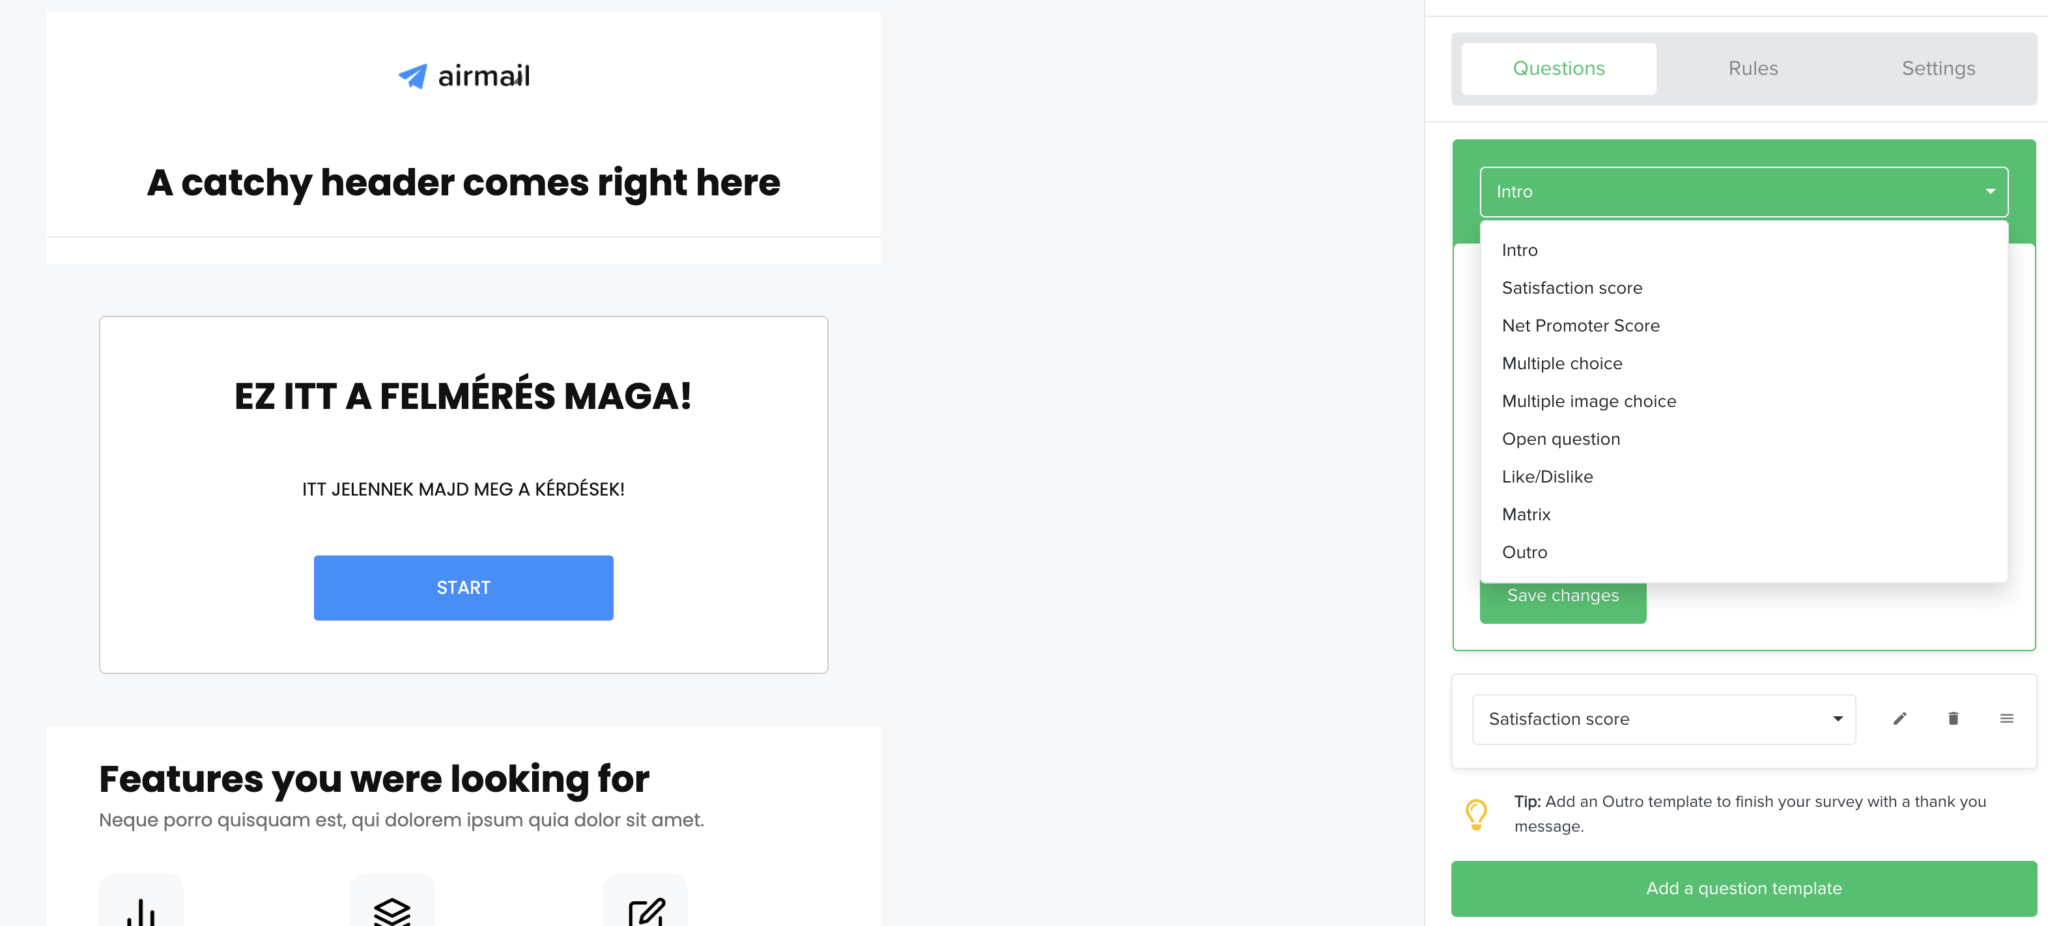 airmail
A catchy header comes right here
EZ ITT A FELMÉRÉS MAGA!
ITT JELENNEK MAJD MEG A KÉRDÉSEK!
START
Features you were looking for
Neque porro quisquam est, qui dolorem ipsum quia dolor sit amet.
Questions
Rules
Settings
Intro
Intro
Satisfaction score
Net Promoter Score
Multiple choice
Multiple image choice
Open question
Like/Dislike
Matrix
Outro
Save changes
Satisfaction score
Tip: Add an Outro template to finish your survey with a thank you
message.
Add a question template